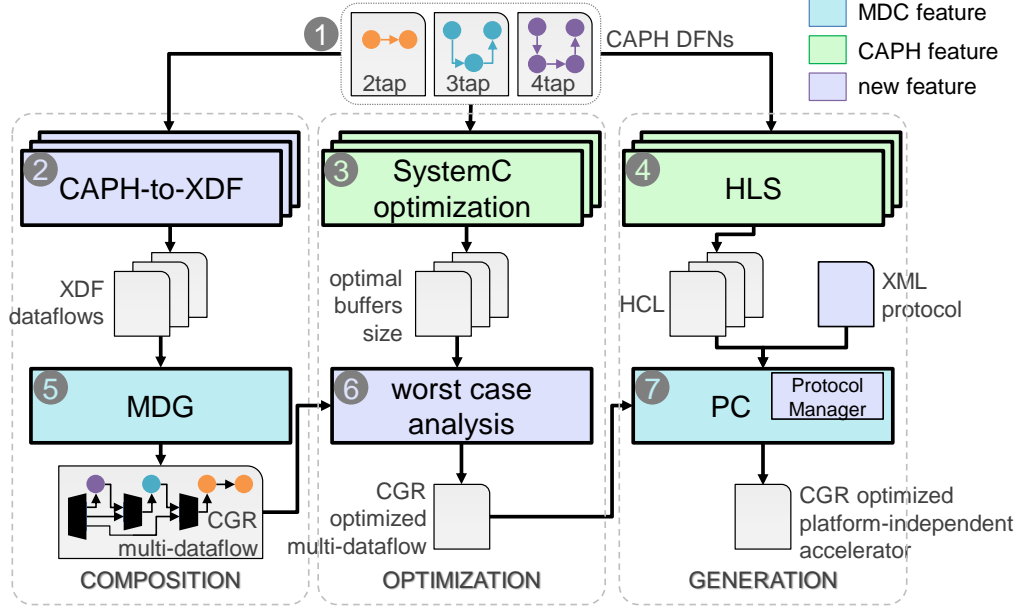 MDC feature
CAPH feature
new feature
1
2tap
3tap
4tap
CAPH DFNs
2
CAPH-to-XDF
3
SystemC
optimization
4
HLS
XDF
dataflows
optimal
buffers
size
HCL
XML
protocol
5
MDG
6
worst case
analysis
7
PC
Protocol
Manager
CGR
multi-dataflow
CGR
optimized
multi-dataflow
CGR optimized
platform-independent
accelerator
COMPOSITION
OPTIMIZATION
GENERATION